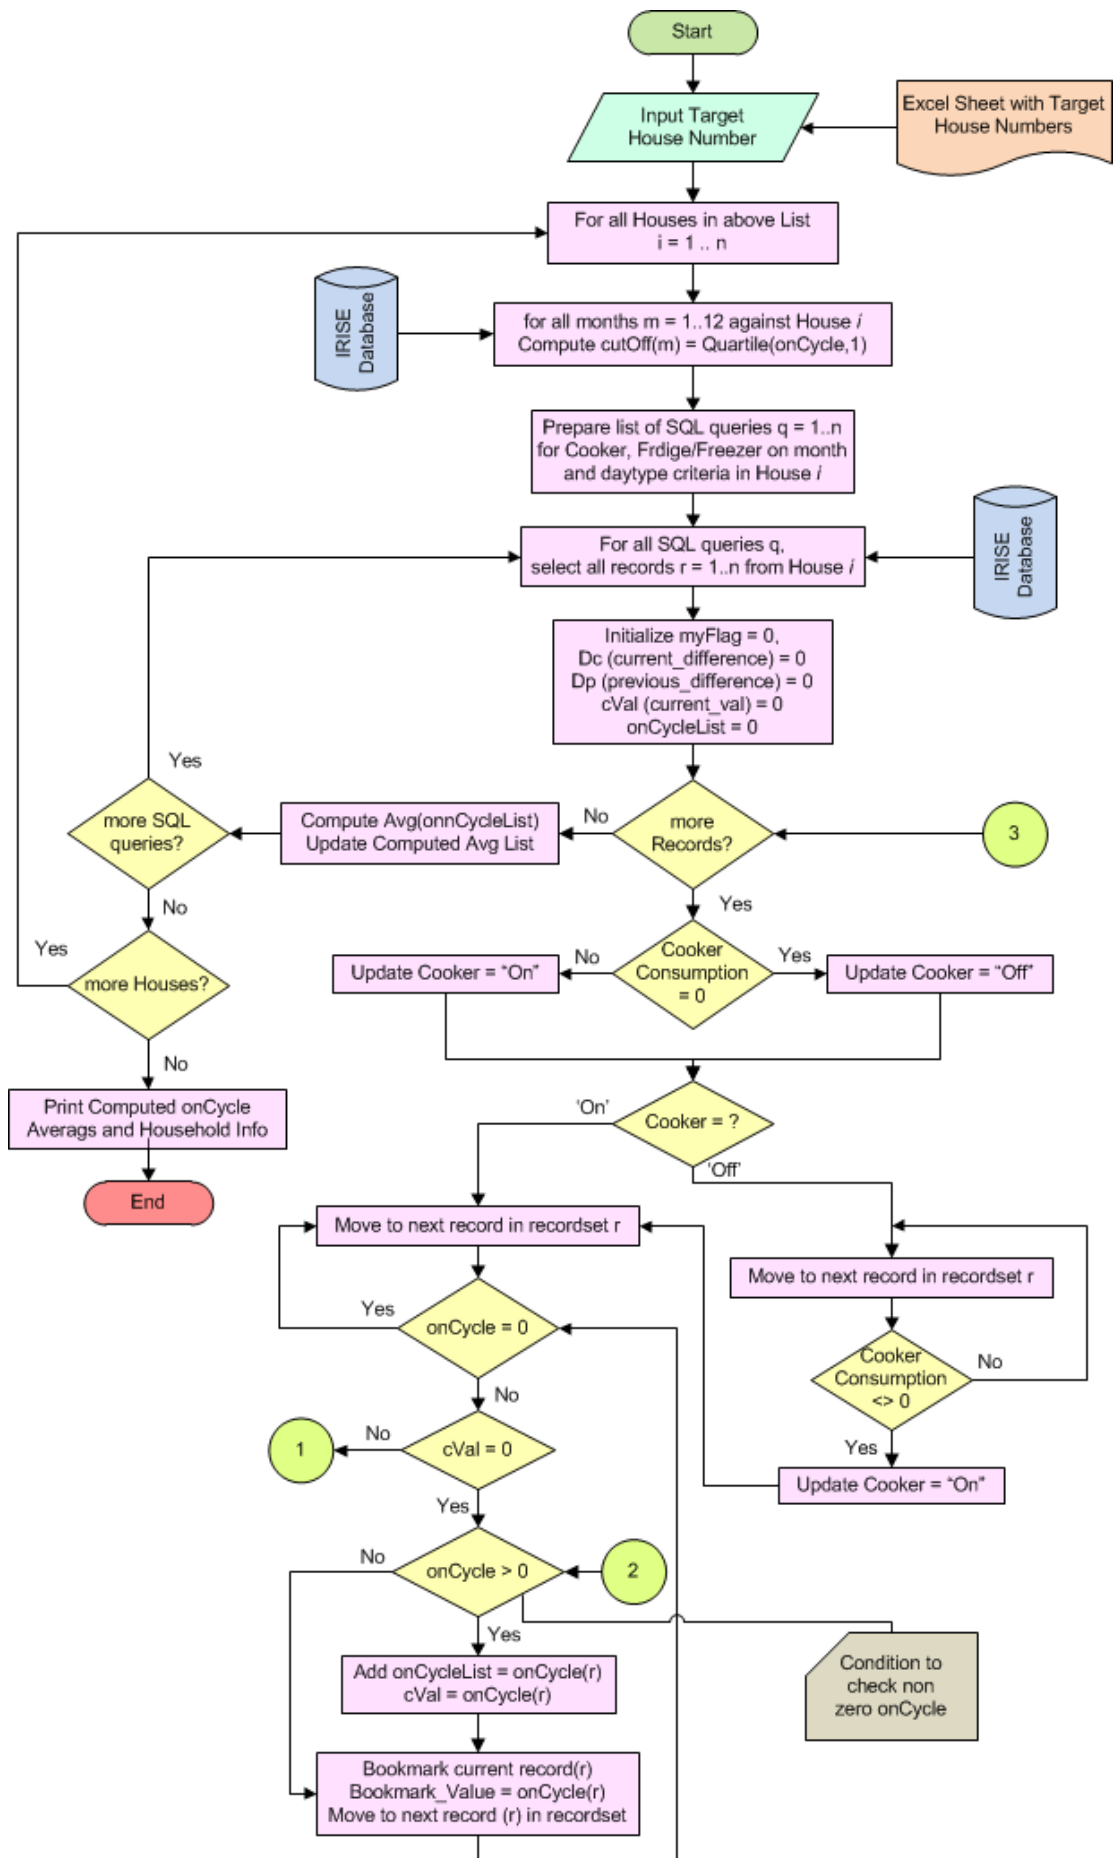 Start
Input Target
House Number
Excel Sheet with Target
House Numbers
For all Houses in above List
i = 1 .. n
IRISE
Database
for all months m = 1..12 against House i
Compute cutOff(m) = Quartile(onCycle,1)
Prepare list of SQL queries q = 1..n
for Cooker, Frdige/Freezer on month
and daytype criteria in House i
For all SQL queries q,
select all records r = 1..n from House i
IRISE
Database
Initialize myFlag = 0,
Dc (current_difference) = 0
Dp (previous_difference) = 0
cVal (current_val) = 0
onCycleList = 0
Yes
more SQL
queries?
Compute Avg(onnCycleList)
Update Computed Avg List
No
more
Records?
3
No
Yes
Yes
more Houses?
Update Cooker = “On”
No
Cooker
Consumption
= 0
Yes
Update Cooker = “Off”
No
Print Computed onCycle
Averags and Household Info
End
'On'
Cooker = ?
'Off'
Move to next record in recordset r
Move to next record in recordset r
Yes
onCycle = 0
Cooker
Consumption
<> 0
No
No
1
No
cVal = 0
Yes
Update Cooker = “On”
Yes
No
onCycle > 0
2
Yes
Add onCycleList = onCycle(r)
cVal = onCycle(r)
Condition to
check non
zero onCycle
Bookmark current record(r)
Bookmark_Value = onCycle(r)
Move to next record (r) in recordset